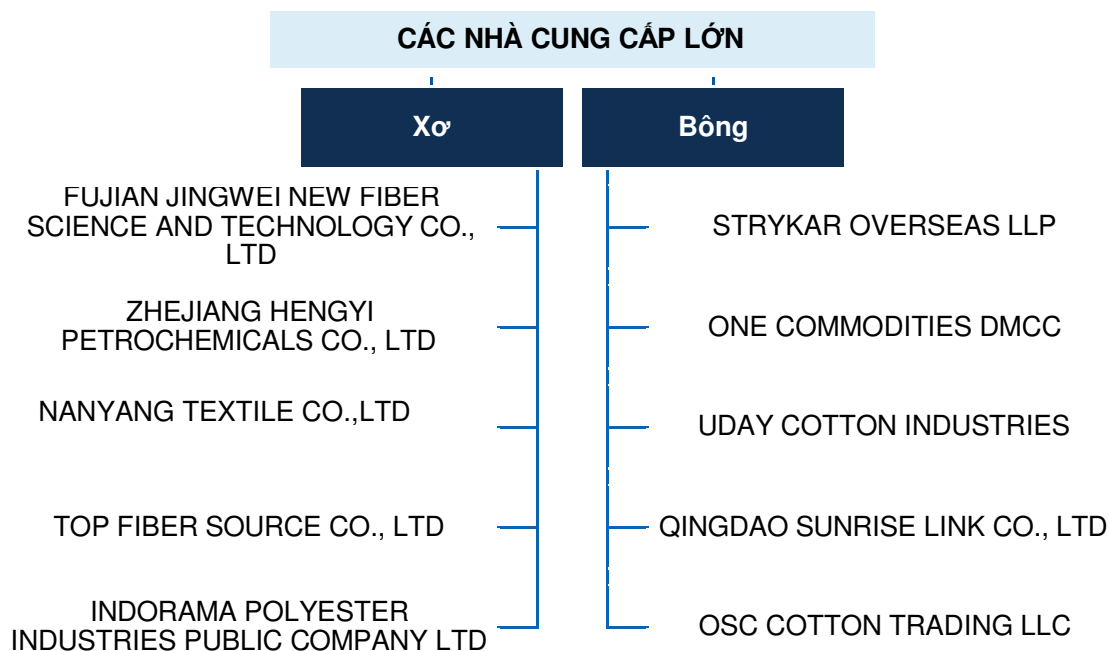 CÁC NHÀ CUNG CẤP LỚN
Xơ
Bông
FUJIAN JINGWEI NEW FIBER
SCIENCE AND TECHNOLOGY CO.,
LTD
ZHEJIANG HENGYI
PETROCHEMICALS CO., LTD
NANYANG TEXTILE CO.,LTD
TOP FIBER SOURCE CO., LTD
INDORAMA POLYESTER
INDUSTRIES PUBLIC COMPANY LTD
STRYKAR OVERSEAS LLP
ONE COMMODITIES DMCC
UDAY COTTON INDUSTRIES
QINGDAO SUNRISE LINK CO., LTD
OSC COTTON TRADING LLC